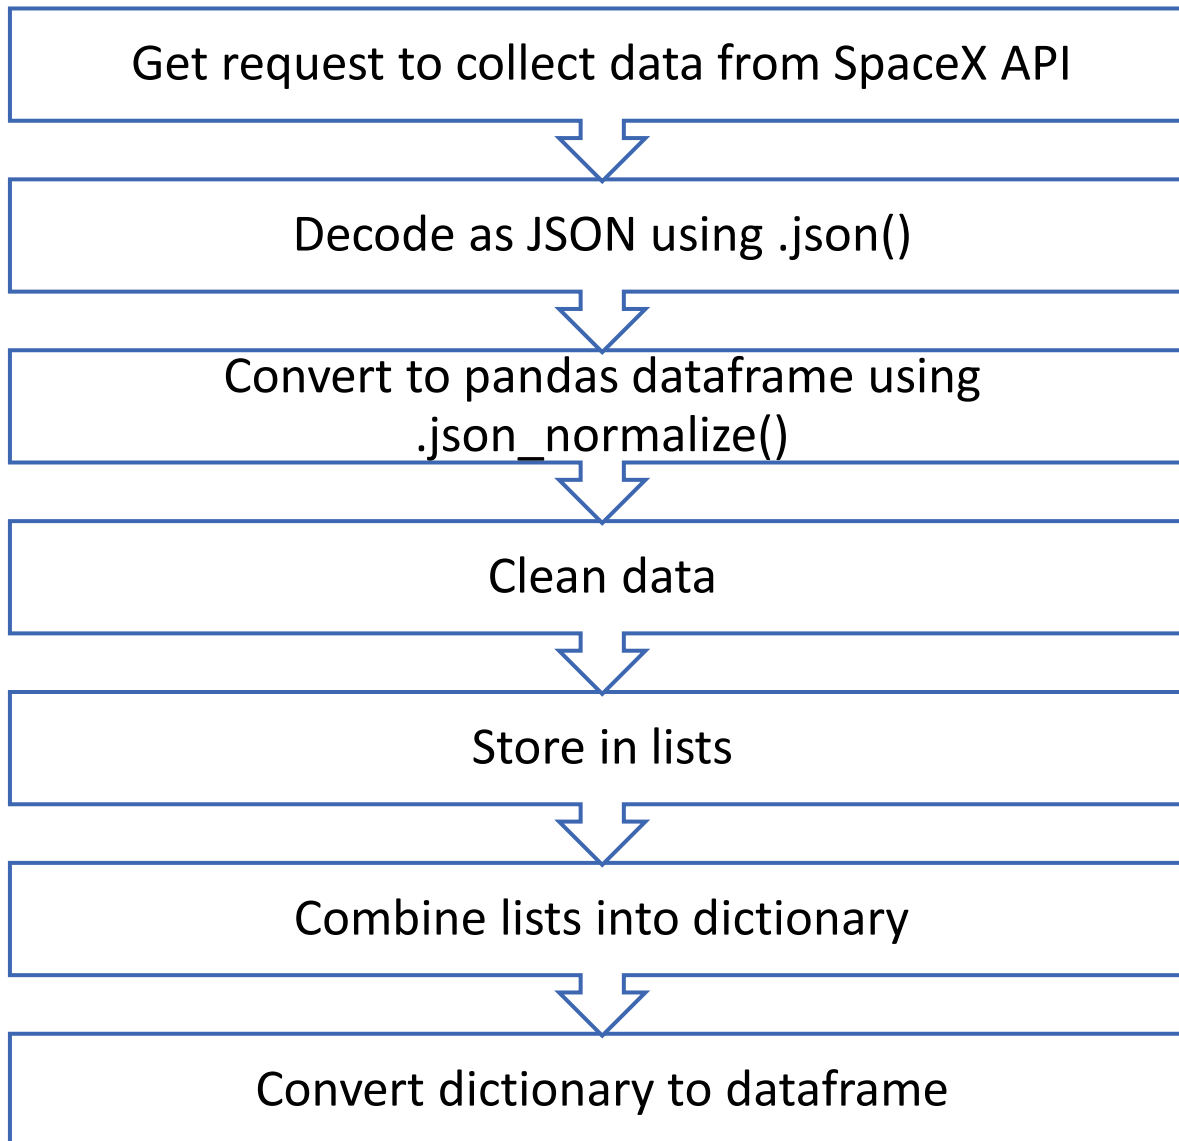 Get request to collect data from SpaceX API
Decode as JSON using .json()
Convert to pandas dataframe using
.json_normalize()
Clean data
Store in lists
Combine lists into dictionary
Convert dictionary to dataframe